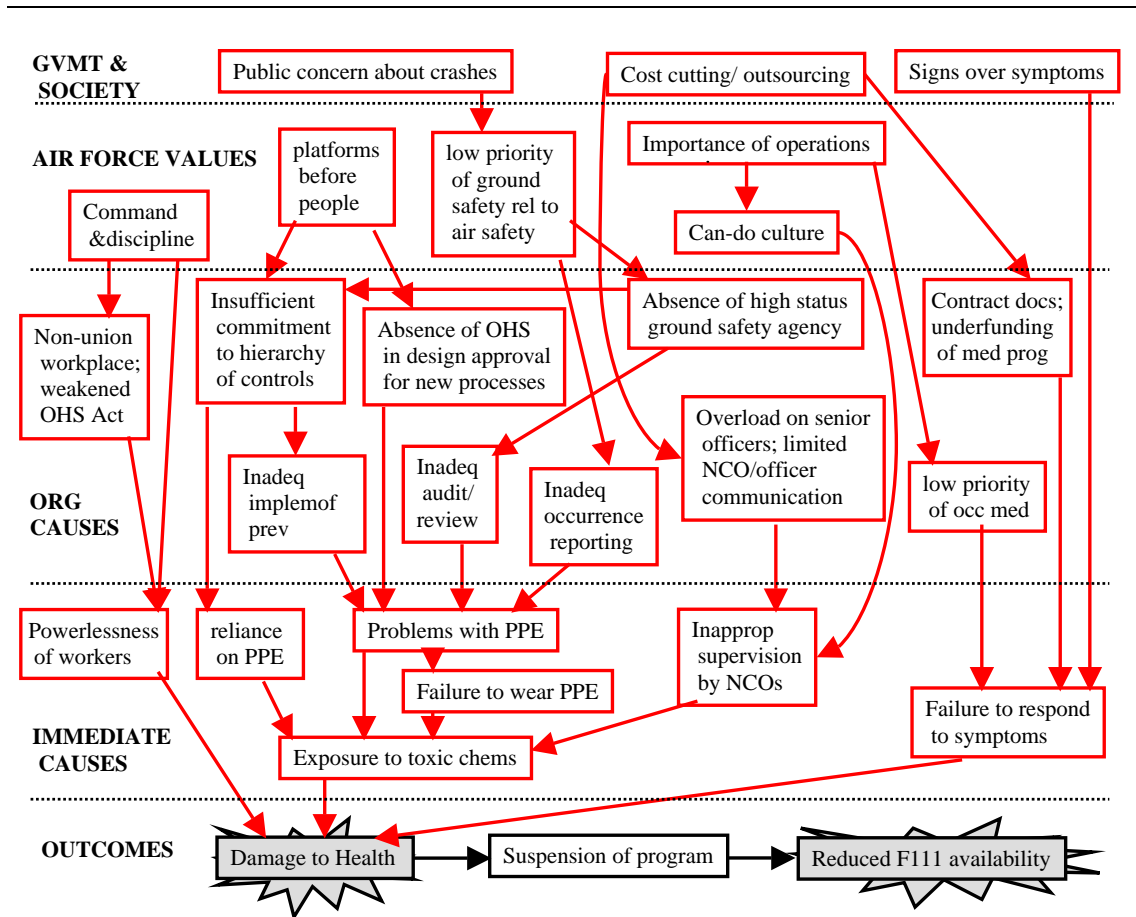 GVMT &
SOCIETY
Public concern about crashes
Cost cutting/ outsourcing
Signs over symptoms
AIR FORCE VALUES
platforms
before
people
low priority
of ground
safety rel to
air safety
Importance of operations
Command
&discipline
Can-do culture
Insufficient
commitment
to hierarchy
of controls
Absence of high status
ground safety agency
Contract docs;
underfunding
of med prog
Non-union
workplace;
weakened
OHS Act
Absence of OHS
in design approval
for new processes
Overload on senior
officers; limited
NCO/officer
communication
ORG
CAUSES
Inadeq
implemof
prev
Inadeq
audit/
review
Inadeq
occurrence
reporting
low priority
of occ med
Powerlessness
of workers
reliance
on PPE
Problems with PPE
Inapprop
supervision
by NCOs
Failure to wear PPE
Failure to respond
to symptoms
IMMEDIATE
CAUSES
Exposure to toxic chems
OUTCOMES
Damage to Health
Suspension of program
Reduced F111 availability